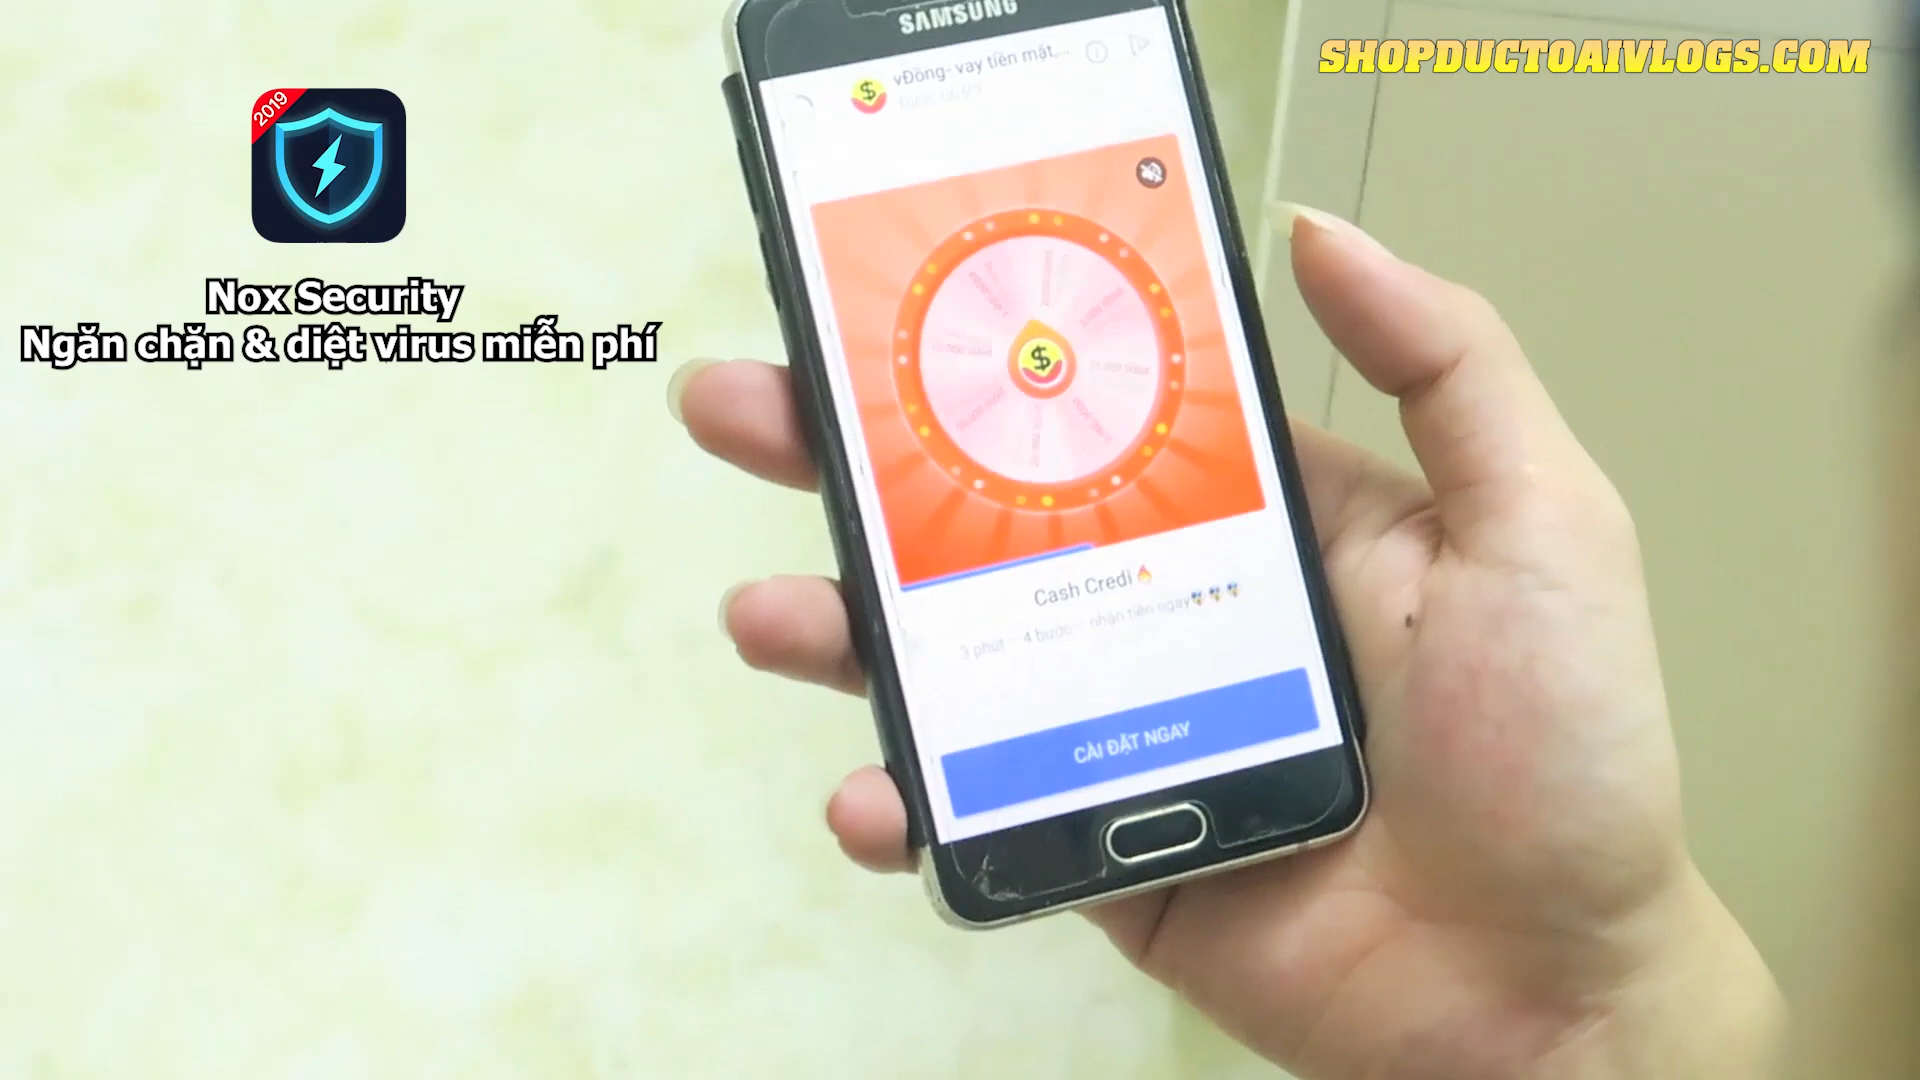 SHOPDUCTOAIVLOGS.COM
2019
Nox Security
Ngăn chặn & diệt virus miễn phí
SAMSUNG
vĐồng- vay tiền mặt,...
Cash Credi🔥
3 phút – 4 bước – nhận tiền ngay
CÀI ĐẶT NGAY